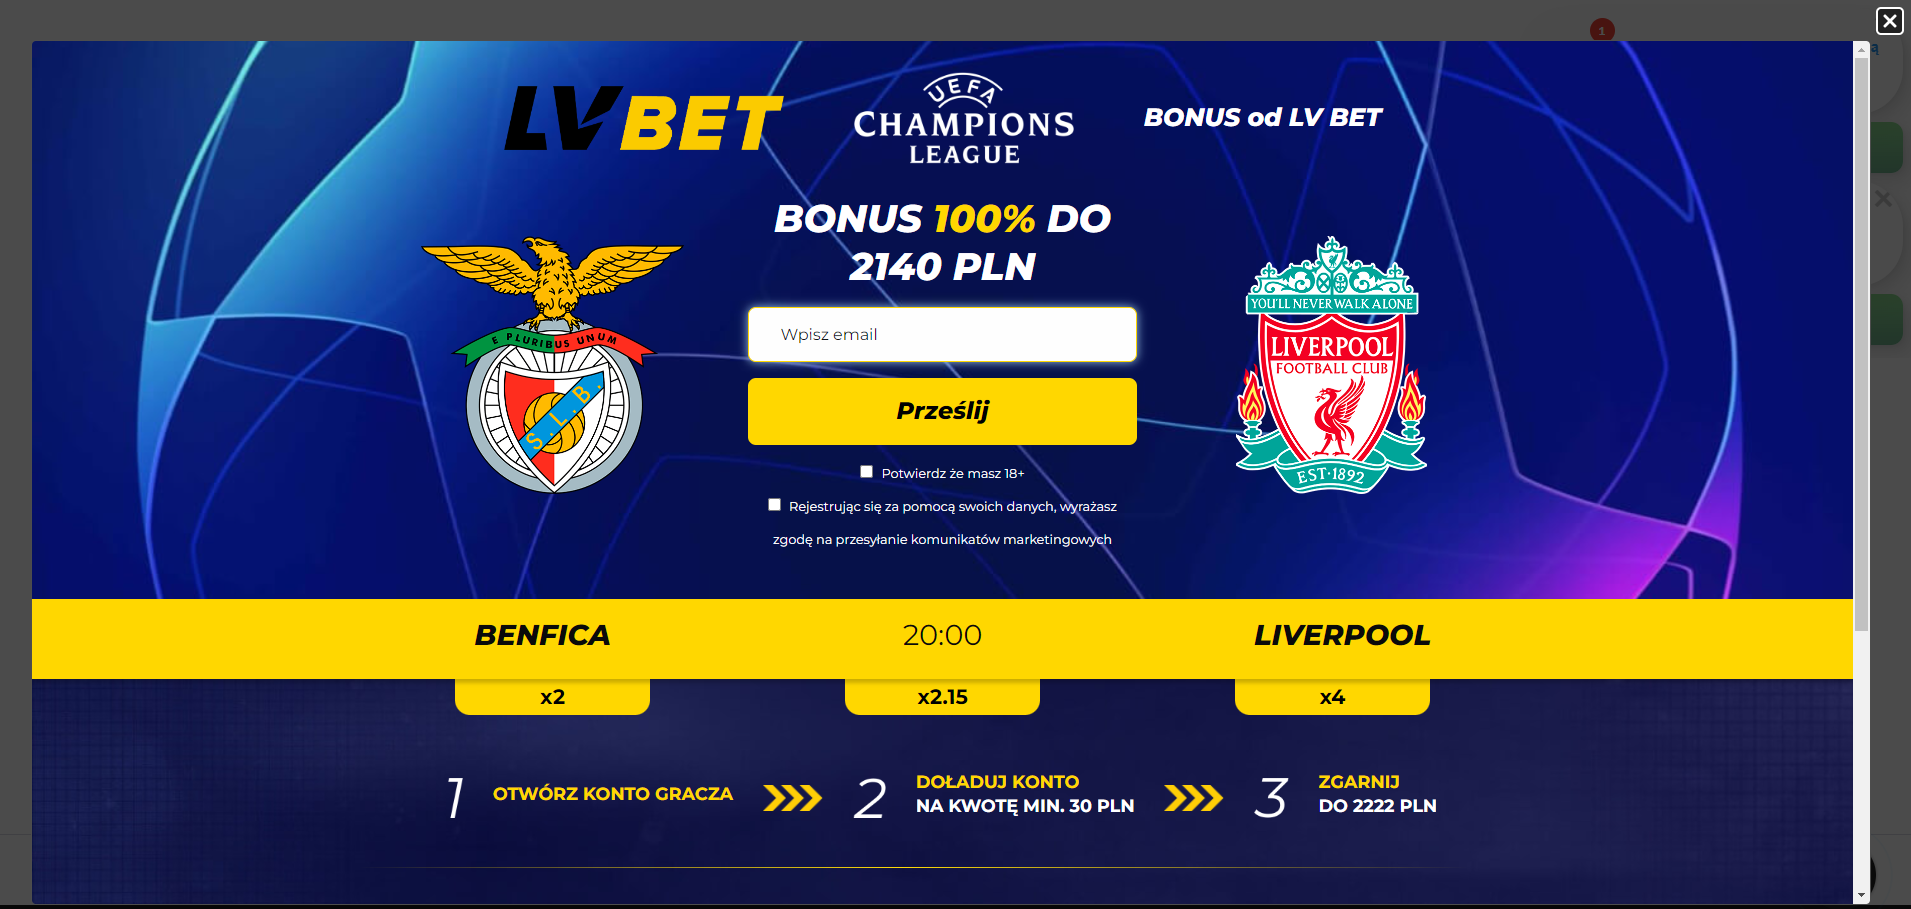 1
LVBET
UEFA
CHAMPIONS
LEAGUE
BONUS od LV BET
BONUS 100% DO
2140 PLN
Wpisz email
E PLURIBUS UNUM
S.L.B.
YOU'LL NEVER WALK ALONE
LIVERPOOL
FOOTBALL CLUB
EST·1892
Prześlij
Potwierdz że masz 18+
Rejestrując się za pomocą swoich danych, wyrażasz
zgodę na przesyłanie komunikatów marketingowych
BENFICA
20:00
LIVERPOOL
x2
x2.15
x4
1
OTWÓRZ KONTO GRACZA
2
DOŁADUJ KONTO
NA KWOTĘ MIN. 30 PLN
3
ZGARNIJ
DO 2222 PLN